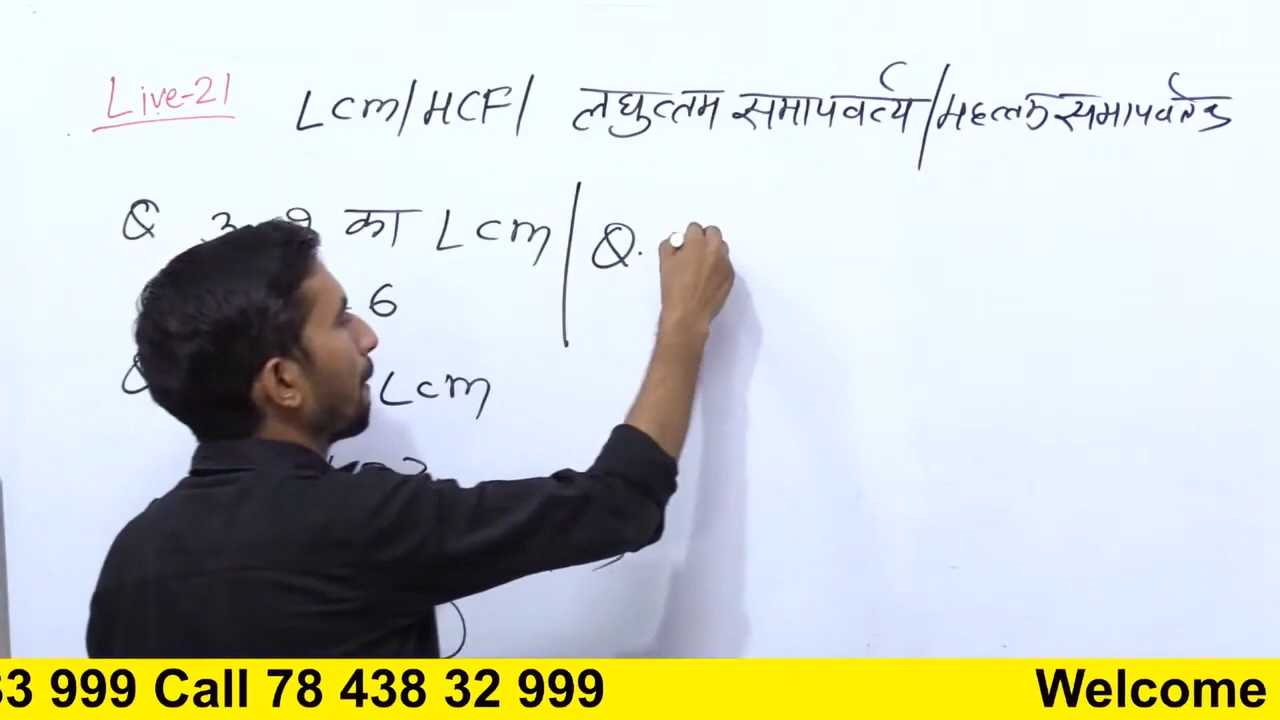 Live-21 Lcm/HCF/ लघुत्तम समापवर्त्य/महत्तम समापवर्तक
Q 3 का Lcm
6
Lcm
Q.
33 999 Call 78 438 32 999 Welcome